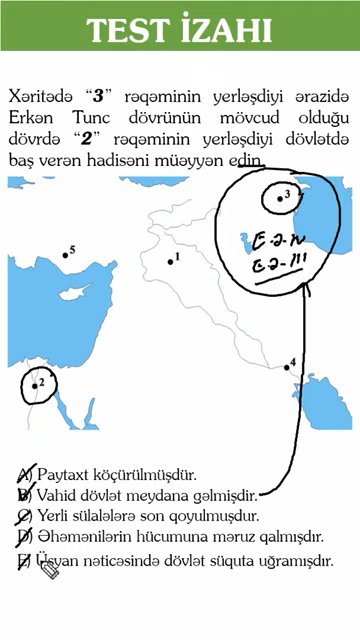 TEST İZAHI
Xəritədə “3” rəqəminin yerləşdiyi ərazidə
Erkən Tunc dövrünün mövcud olduğu
dövrdə “2” rəqəminin yerləşdiyi dövlətdə
baş verən hadisəni müəyyən edin.
3
E.ə-IV
E.ə-III
5
1
4
2
A) Paytaxt köçürülmüşdür.
B) Vahid dövlət meydana gəlmişdir.
C) Yerli sülalələrə son qoyulmuşdur.
D) Əhəmənilərin hücumuna məruz qalmışdır.
E) Üsyan nəticəsində dövlət süquta uğramışdır.